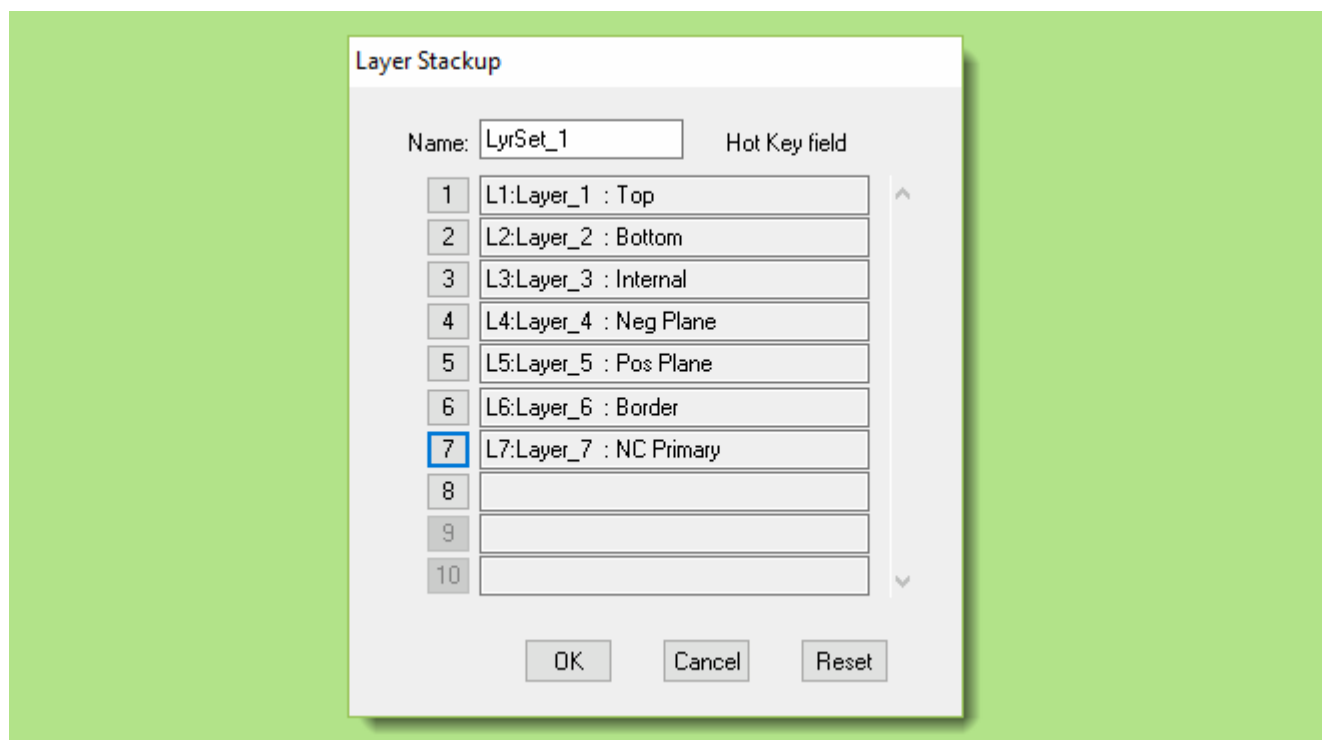 Layer Stackup
Name: LyrSet_1 Hot Key field
1 L1:Layer_1 : Top
2 L2:Layer_2 : Bottom
3 L3:Layer_3 : Internal
4 L4:Layer_4 : Neg Plane
5 L5:Layer_5 : Pos Plane
6 L6:Layer_6 : Border
7 L7:Layer_7 : NC Primary
8
9
10
OK Cancel Reset